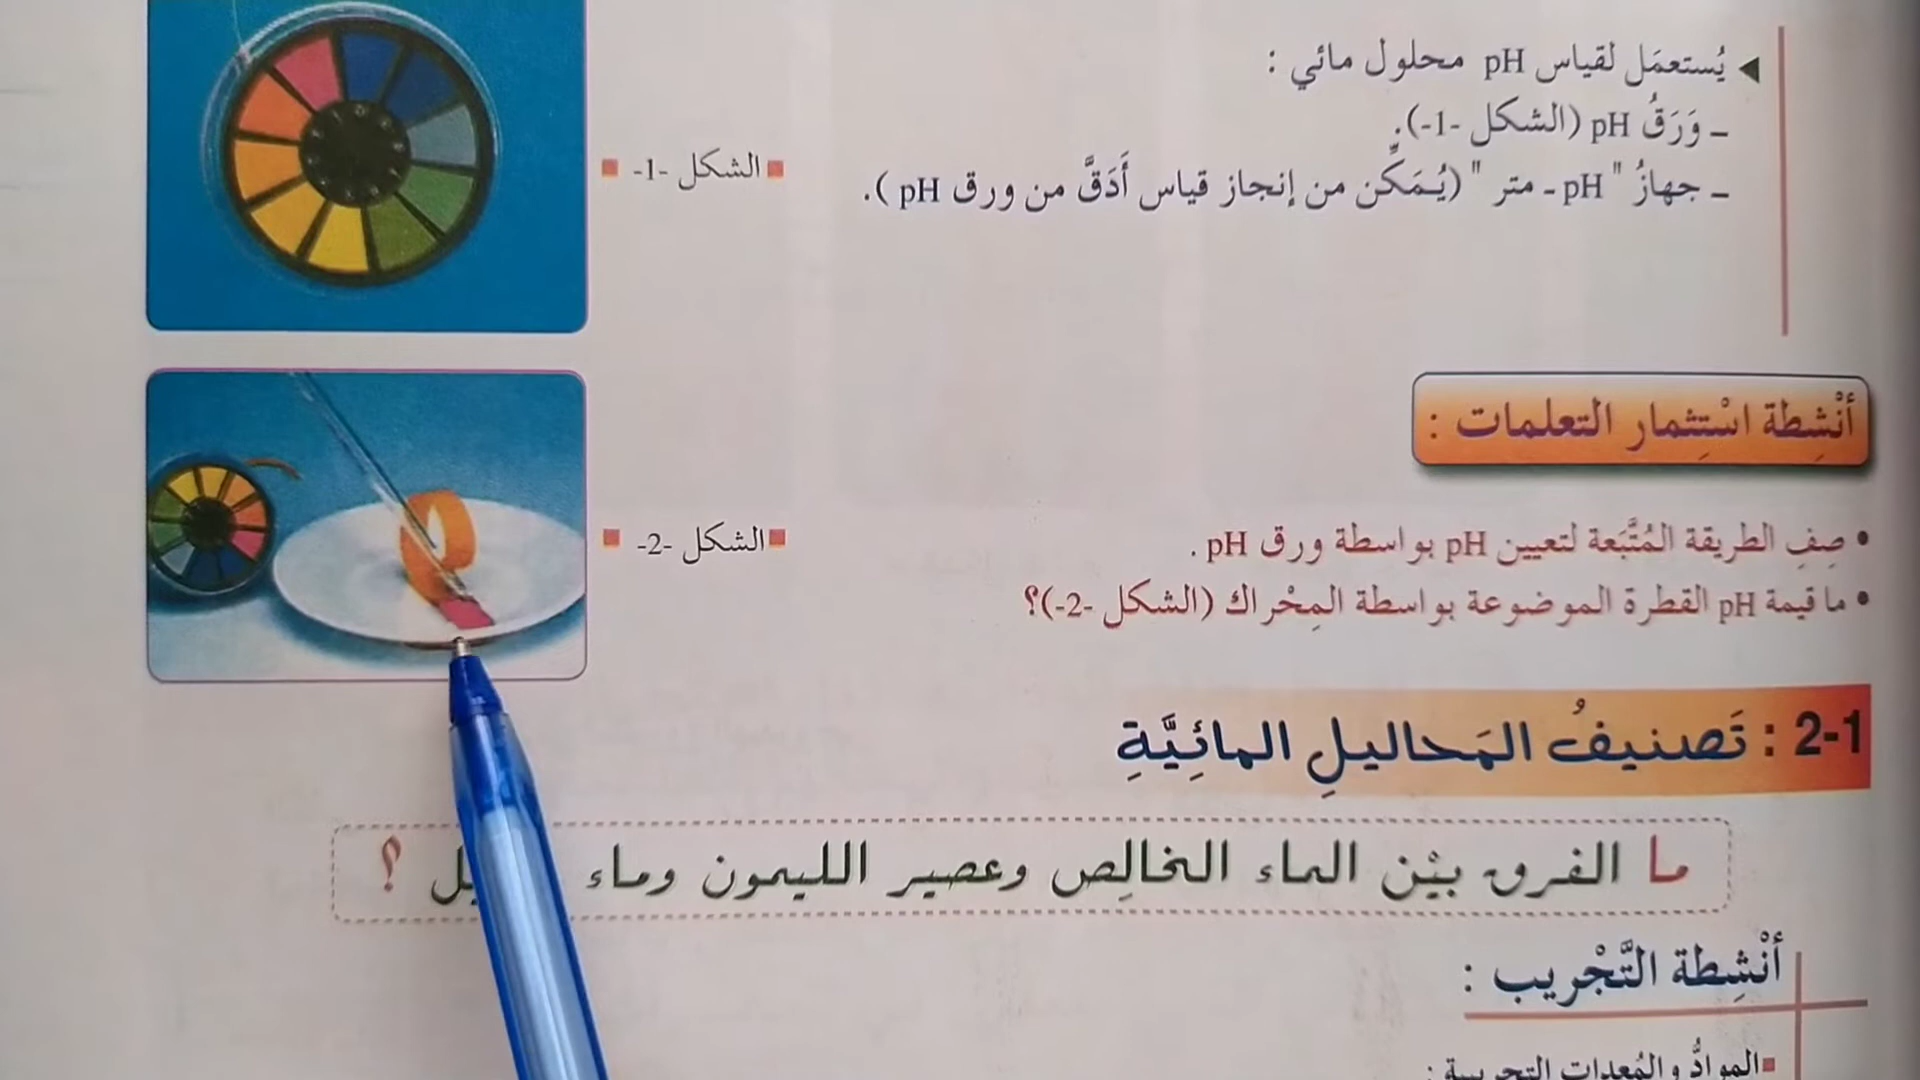 ◄ يُستعمَل لقياس pH محلول مائي :
ـ وَرَقُ pH (الشكل -1-).
ـ جهازُ " pH ـ متر " (يُمَكِّن من إنجاز قياس أَدَقَّ من ورق pH ).
■ الشكل -1- ■
أنْشِطة اسْتِثمار التعلمات :
• صِفِ الطريقة المُتَّبَعة لتعيين pH بواسطة ورق pH .
• ما قيمة pH القطرة الموضوعة بواسطة المِحْراك (الشكل -2-)؟
■ الشكل -2- ■
2-1 : تَصنيفُ المَحاليلِ المائِيَّةِ
ما الفرق بيْن الماء الخالِص وعصير الليمون وماء ؟
أنْشِطة التَّجْريب :
■ الموادُّ والمُعدات التجريبية :